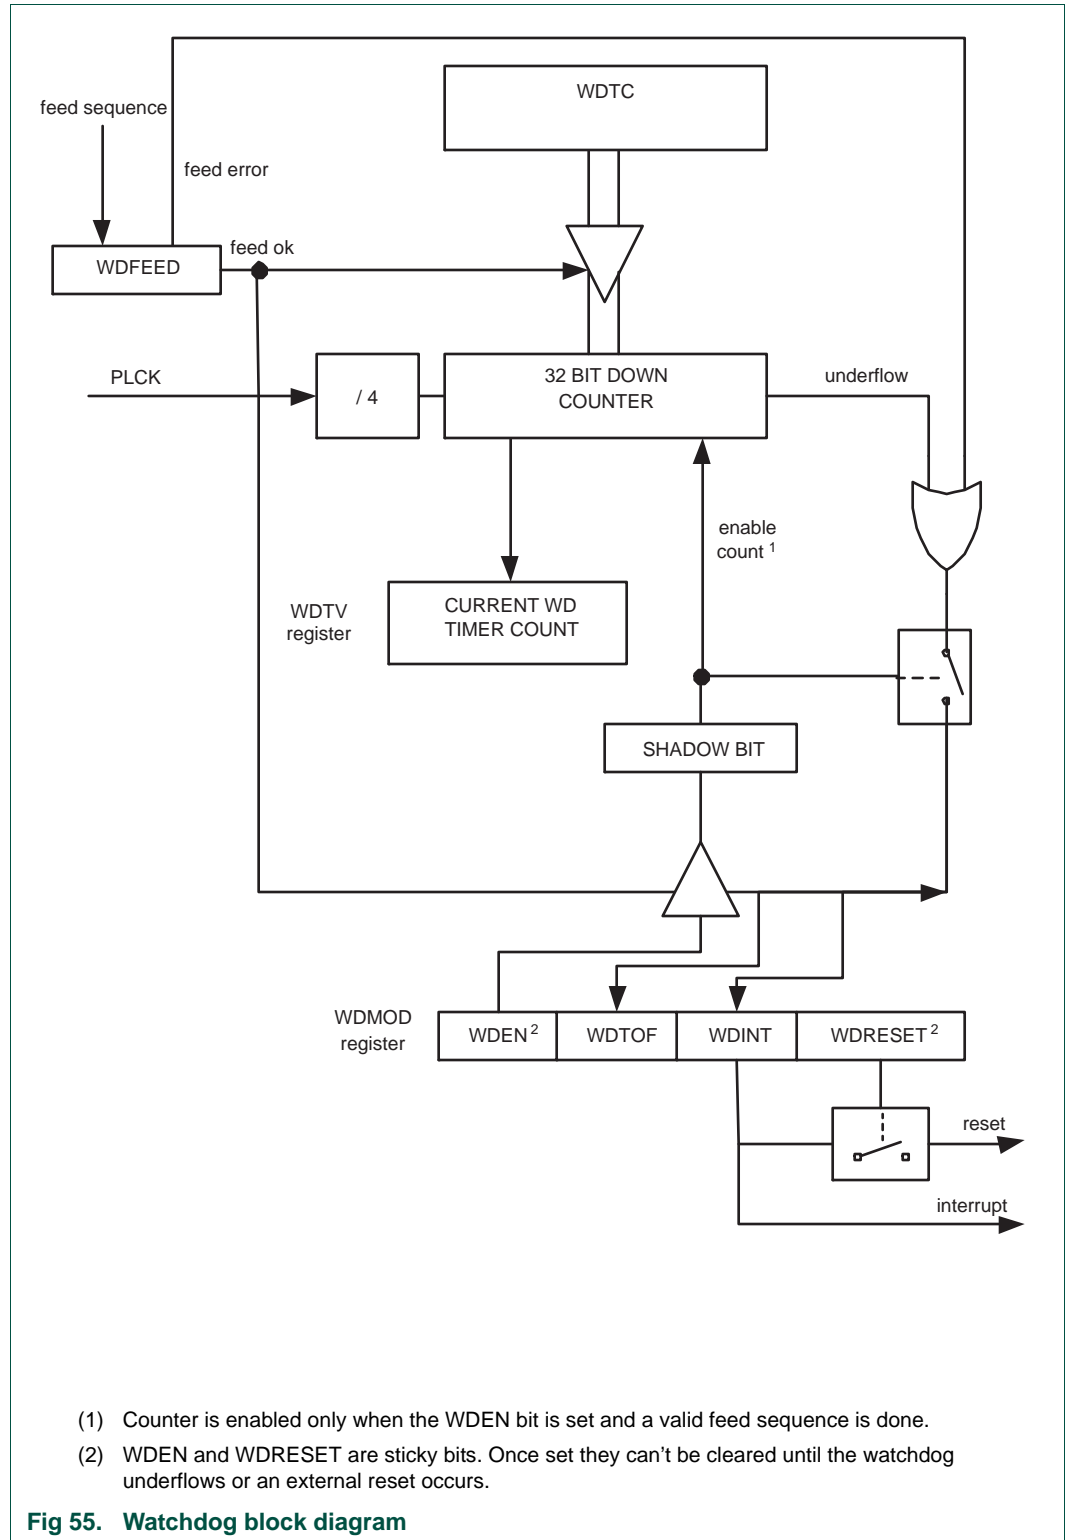 WDTC
feed sequence
feed error
feed ok
WDFEED
PLCK
/ 4
32 BIT DOWN
COUNTER
underflow
enable
count 1
WDTV
register
CURRENT WD
TIMER COUNT
SHADOW BIT
WDMOD
register
WDEN 2
WDTOF
WDINT
WDRESET 2
reset
interrupt
(1) Counter is enabled only when the WDEN bit is set and a valid feed sequence is done.
(2) WDEN and WDRESET are sticky bits. Once set they can't be cleared until the watchdog
underflows or an external reset occurs.
Fig 55. Watchdog block diagram